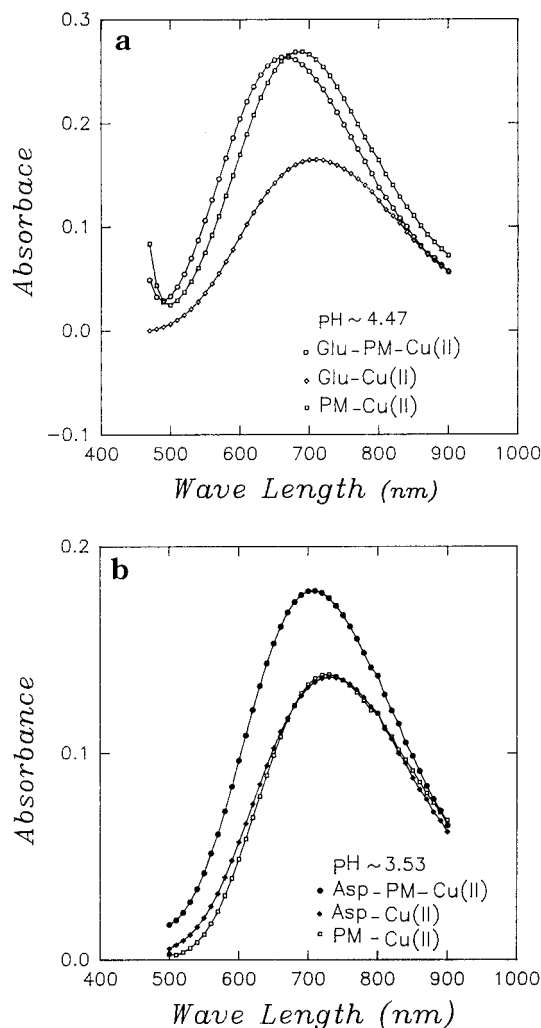 a
0.3
0.2
0.1
0.0
-0.1
Absorbace
pH ~ 4.47
Glu-PM-Cu(II)
Glu-Cu(II)
PM-Cu(II)
400 500 600 700 800 900 1000
Wave Length (nm)
b
0.2
0.1
0.0
Absorbance
pH ~ 3.53
Asp-PM-Cu(II)
Asp-Cu(II)
PM - Cu(II)
400 500 600 700 800 900 1000
Wave Length (nm)